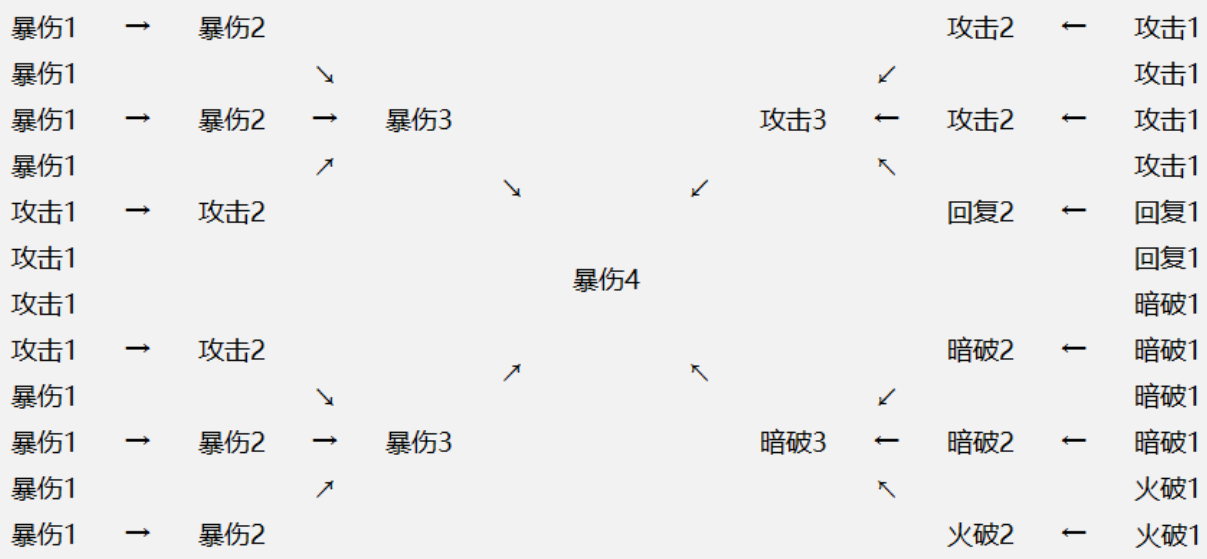 暴伤1 → 暴伤2 攻击2 ← 攻击1
暴伤1 ↘ ↙ 攻击1
暴伤1 → 暴伤2 → 暴伤3 攻击3 ← 攻击2 ← 攻击1
暴伤1 ↗ ↖ 攻击1
↘ ↙
攻击1 → 攻击2 回复2 ← 回复1
攻击1 回复1
暴伤4
攻击1 暗破1
攻击1 → 攻击2 暗破2 ← 暗破1
↗ ↖
暴伤1 ↘ ↙ 暗破1
暴伤1 → 暴伤2 → 暴伤3 暗破3 ← 暗破2 ← 暗破1
暴伤1 ↗ ↖ 火破1
暴伤1 → 暴伤2 火破2 ← 火破1